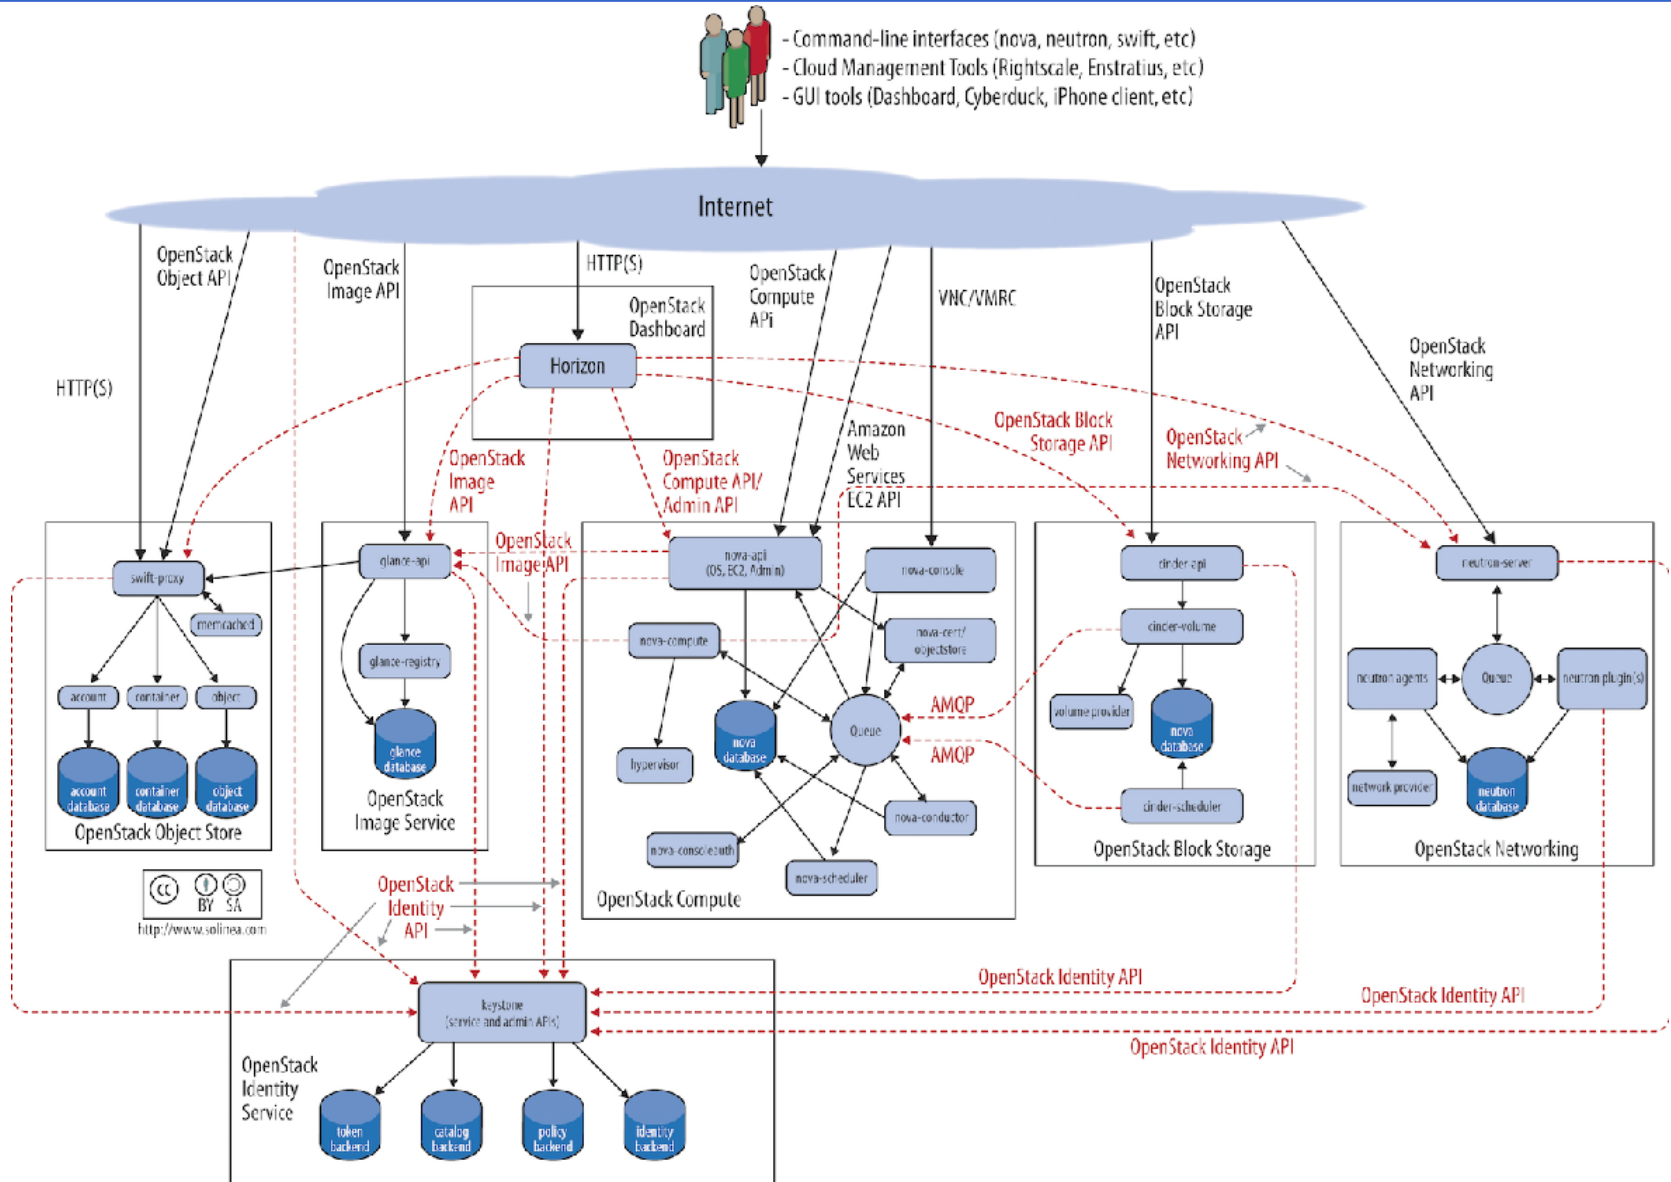 - Command-line interfaces (nova, neutron, swift, etc)
- Cloud Management Tools (Rightscale, Enstratius, etc)
- GUI tools (Dashboard, Cyberduck, iPhone client, etc)
Internet
OpenStack
Object API
OpenStack
Image API
HTTP(S)
OpenStack
Compute
APi
VNC/VMRC
OpenStack
Block Storage
API
OpenStack
Networking
API
HTTP(S)
OpenStack
Dashboard
Horizon
OpenStack
Image
API
OpenStack
Compute API/
Admin API
Amazon
Web
Services
EC2 API
OpenStack Block
Storage API
OpenStack
Networking API
OpenStack
Image API
swift-proxy
memcached
account
container
object
account
database
container
database
object
database
OpenStack Object Store
glance-api
glance-registry
glance
database
OpenStack
Image Service
nova-api
(OS, EC2, Admin)
nova-console
nova-compute
nova-cert/
objectstore
hypervisor
nova
database
Queue
nova-conductor
nova-consoleauth
nova-scheduler
OpenStack Compute
AMQP
AMQP
cinder-api
cinder-volume
volume provider
nova
database
cinder-scheduler
OpenStack Block Storage
neutron-server
neutron agents
Queue
neutron plugin(s)
network provider
neutron
database
OpenStack Networking
cc
BY SA
http://www.solinea.com
OpenStack
Identity
API
OpenStack Identity API
OpenStack Identity API
OpenStack Identity API
keystone
(service and admin APIs)
OpenStack
Identity
Service
token
backend
catalog
backend
policy
backend
identity
backend